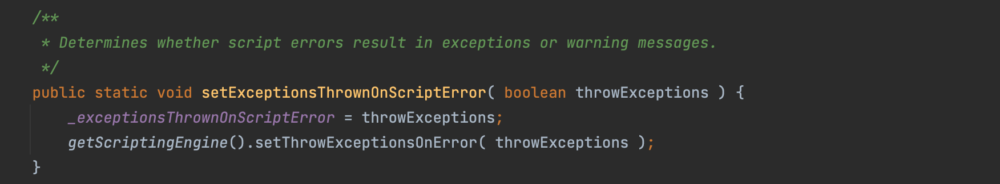 /**
 * Determines whether script errors result in exceptions or warning messages.
 */
public static void setExceptionsThrownOnScriptError( boolean throwExceptions ) {
    _exceptionsThrownOnScriptError = throwExceptions;
    getScriptingEngine().setThrowExceptionsOnError( throwExceptions );
}